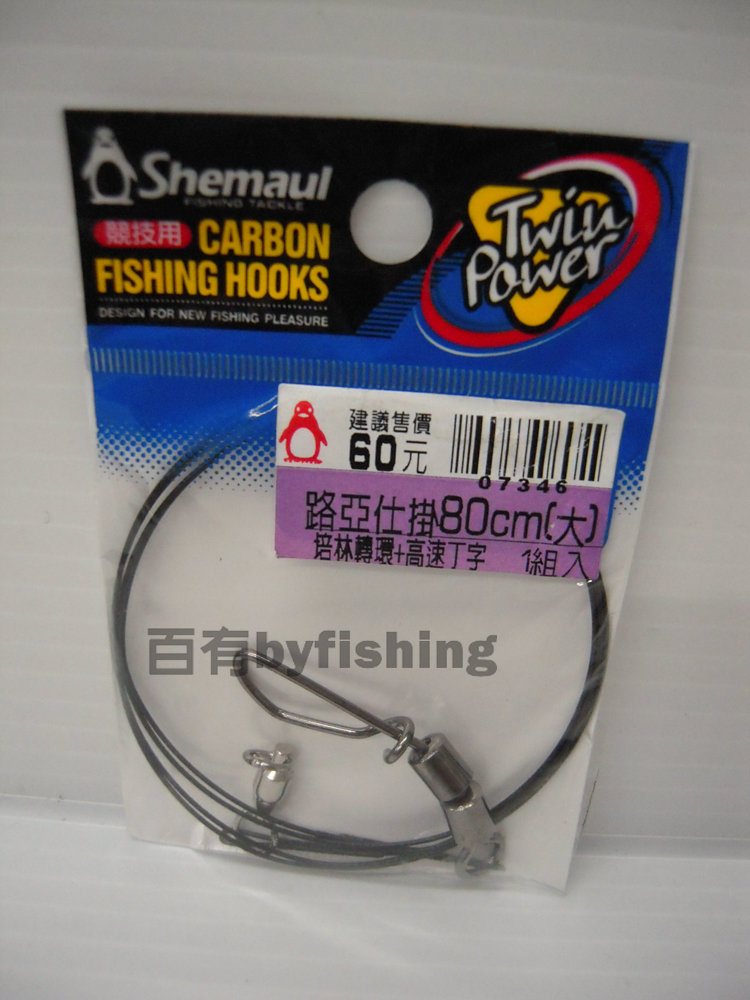 Shemaul
FISHING TACKLE
競技用 CARBON
FISHING HOOKS
DESIGN FOR NEW FISHING PLEASURE
Twin
Power
建議售價
60元
07346
路亞仕掛80cm(大)
培林轉環+高速丁字 1組入
百有byfishing